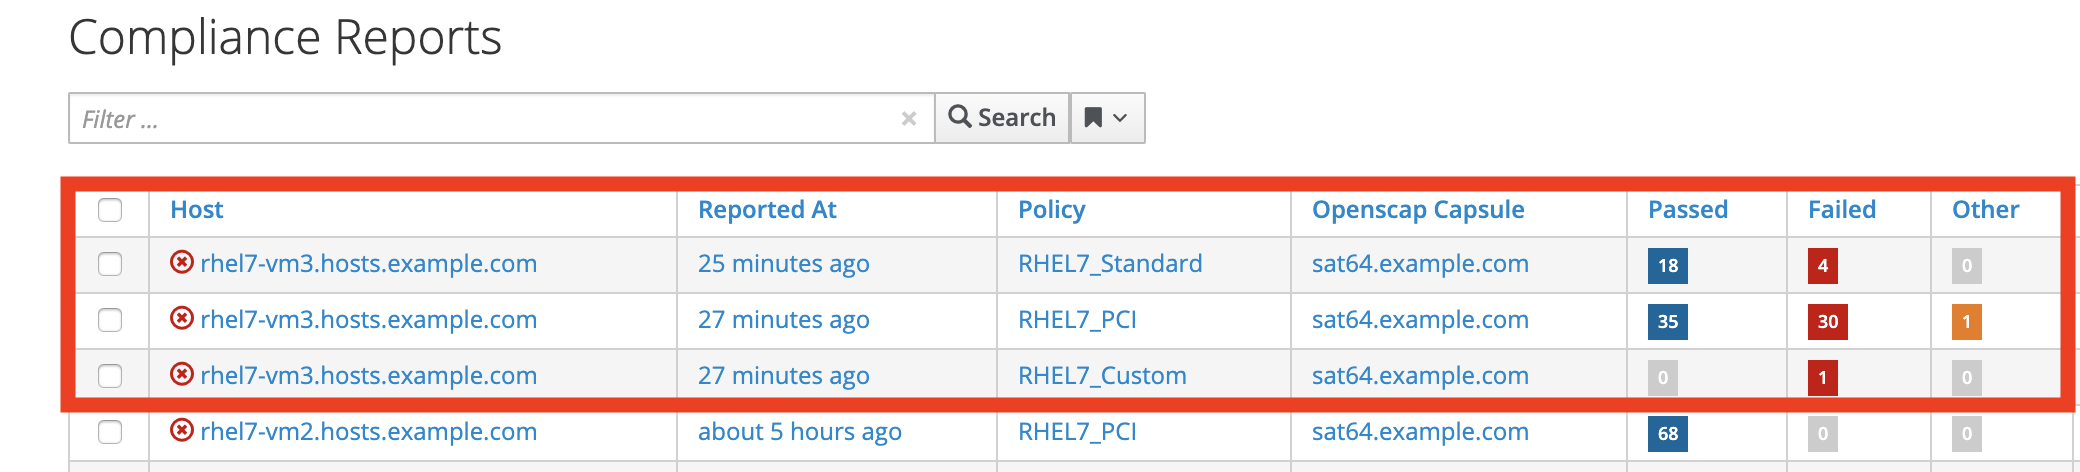 Compliance Reports
Filter ... × Search
Host Reported At Policy Openscap Capsule Passed Failed Other
rhel7-vm3.hosts.example.com 25 minutes ago RHEL7_Standard sat64.example.com 18 4 0
rhel7-vm3.hosts.example.com 27 minutes ago RHEL7_PCI sat64.example.com 35 30 1
rhel7-vm3.hosts.example.com 27 minutes ago RHEL7_Custom sat64.example.com 0 1 0
rhel7-vm2.hosts.example.com about 5 hours ago RHEL7_PCI sat64.example.com 68 0 0